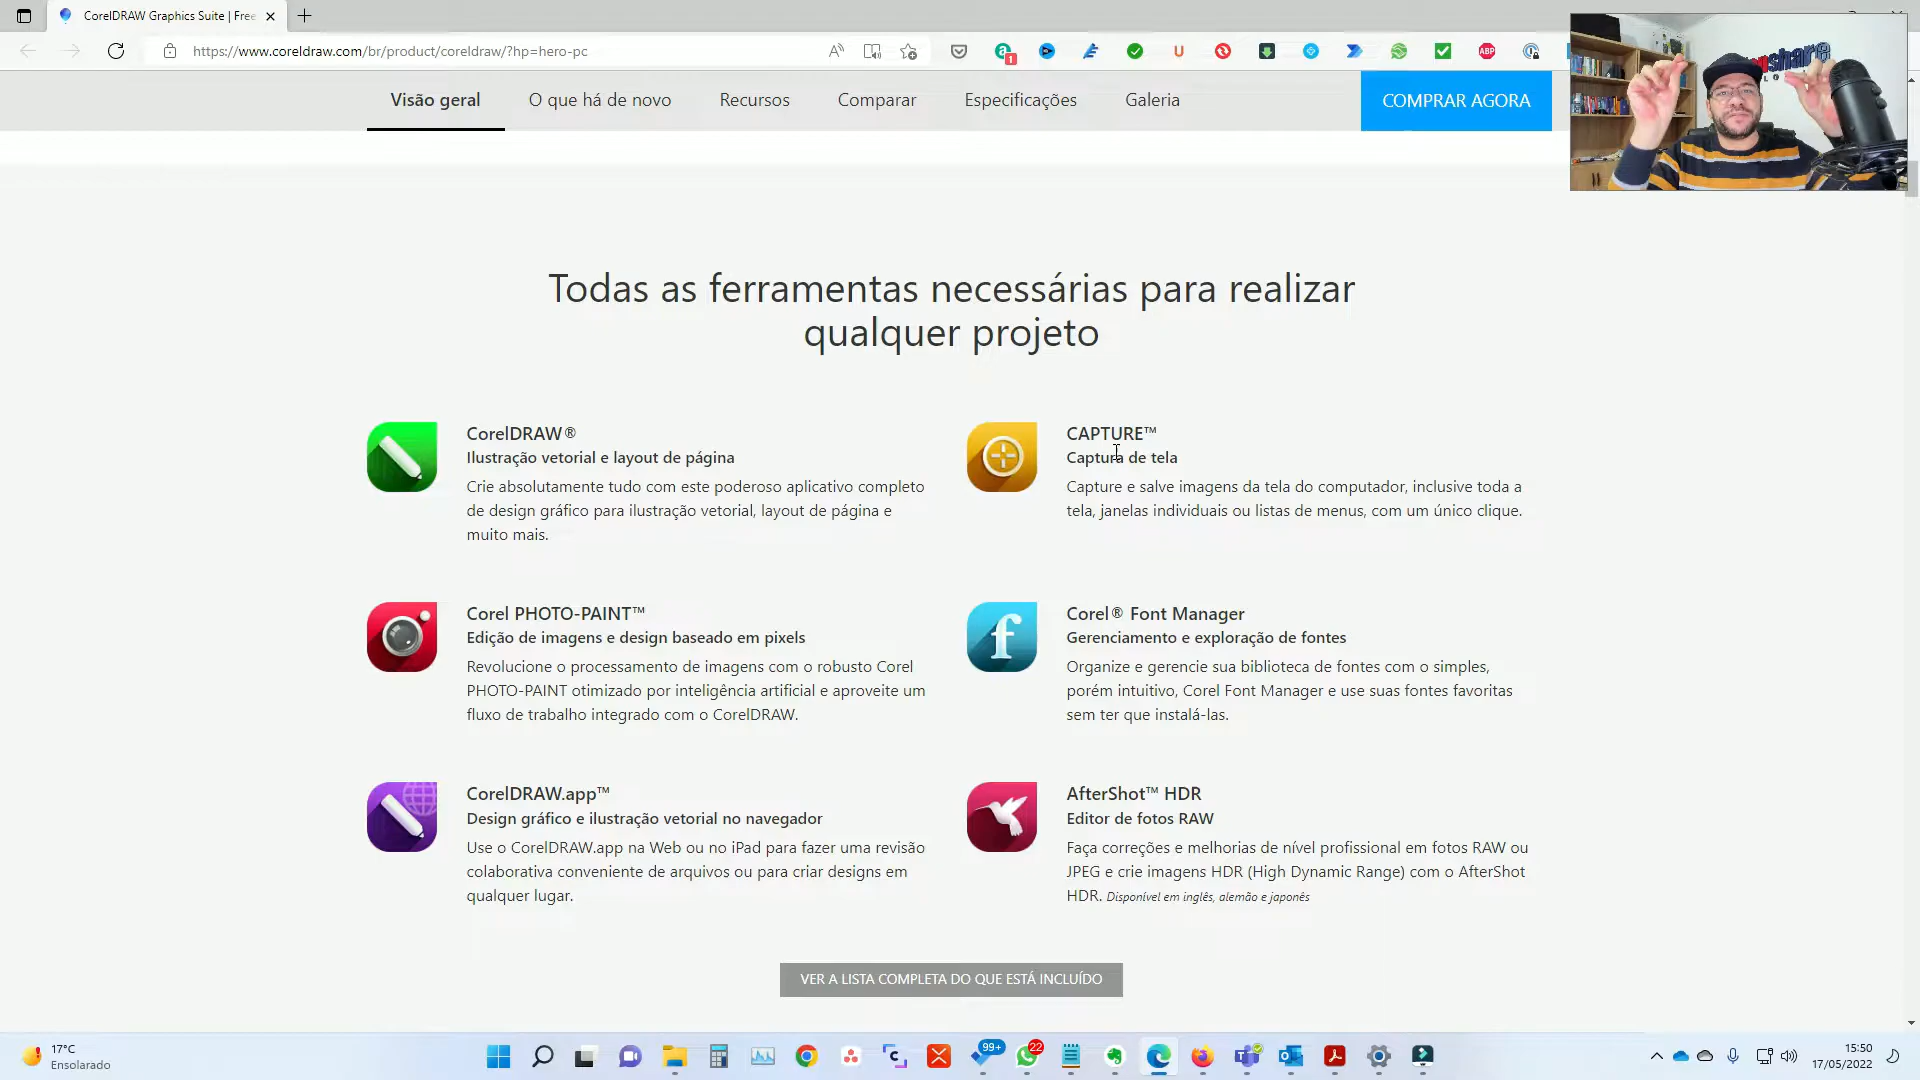 CorelDRAW Graphics Suite | Free
https://www.coreldraw.com/br/product/coreldraw/?hp=hero-pc
1
ABP
Visão geral
O que há de novo
Recursos
Comparar
Especificações
Galeria
COMPRAR AGORA
Todas as ferramentas necessárias para realizar
qualquer projeto
CorelDRAW®
Ilustração vetorial e layout de página
Crie absolutamente tudo com este poderoso aplicativo completo
de design gráfico para ilustração vetorial, layout de página e
muito mais.
CAPTURE™
Captura de tela
Capture e salve imagens da tela do computador, inclusive toda a
tela, janelas individuais ou listas de menus, com um único clique.
Corel PHOTO-PAINT™
Edição de imagens e design baseado em pixels
Revolucione o processamento de imagens com o robusto Corel
PHOTO-PAINT otimizado por inteligência artificial e aproveite um
fluxo de trabalho integrado com o CorelDRAW.
Corel® Font Manager
Gerenciamento e exploração de fontes
Organize e gerencie sua biblioteca de fontes com o simples,
porém intuitivo, Corel Font Manager e use suas fontes favoritas
sem ter que instalá-las.
CorelDRAW.app™
Design gráfico e ilustração vetorial no navegador
Use o CorelDRAW.app na Web ou no iPad para fazer uma revisão
colaborativa conveniente de arquivos ou para criar designs em
qualquer lugar.
AfterShot™ HDR
Editor de fotos RAW
Faça correções e melhorias de nível profissional em fotos RAW ou
JPEG e crie imagens HDR (High Dynamic Range) com o AfterShot
HDR. Disponível em inglês, alemão e japonês
VER A LISTA COMPLETA DO QUE ESTÁ INCLUÍDO
17°C
Ensolarado
99+
22
15:50
17/05/2022